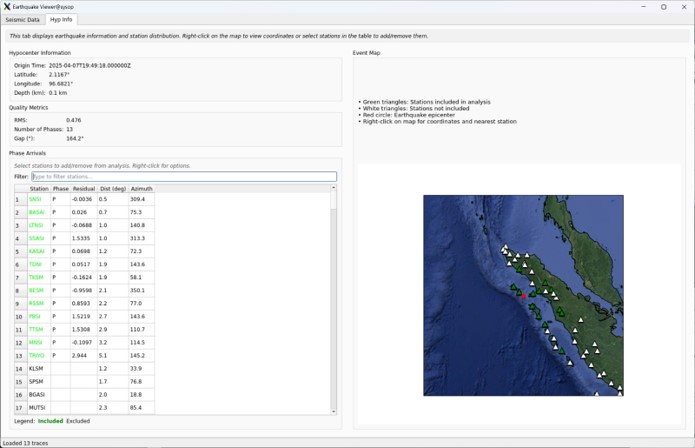 Earthquake Viewer@sysop
Seismic Data Hyp Info
This tab displays earthquake information and station distribution. Right-click on the map to view coordinates or select stations in the table to add/remove them.
Hypocenter Information
Origin Time: 2025-04-07T19:49:18.000000Z
Latitude: 2.1167°
Longitude: 96.6821°
Depth (km): 0.1 km
Quality Metrics
RMS: 0.476
Number of Phases: 13
Gap (°): 164.2°
Phase Arrivals
Select stations to add/remove from analysis. Right-click for options.
Filter: Type to filter stations...
Station Phase Residual Dist (deg) Azimuth
1 SNSI P -0.0036 0.5 309.4
2 BASMI P 0.026 0.7 75.3
3 LTNSI P -0.0688 1.0 140.8
4 SSASI P 1.5335 1.0 313.3
5 KASMI P 0.0698 1.2 72.3
6 TDNI P 0.0517 1.9 143.6
7 TKSM P -0.1624 1.9 58.1
8 BESM P -0.9598 2.1 350.1
9 RSSM P 0.8593 2.2 77.0
10 PBSI P 1.5219 2.7 143.6
11 TTSM P 1.5308 2.9 110.7
12 MNSI P -0.1097 3.2 114.5
13 P 2.944 5.1 145.2
14 KLSM 1.2 33.9
15 SPSM 1.7 76.8
16 BGASI 2.0 18.8
17 MUTSI 2.3 85.4
Legend: Included Excluded
Loaded 13 traces
Event Map
• Green triangles: Stations included in analysis
• White triangles: Stations not included
• Red circle: Earthquake epicenter
• Right-click on map for coordinates and nearest station